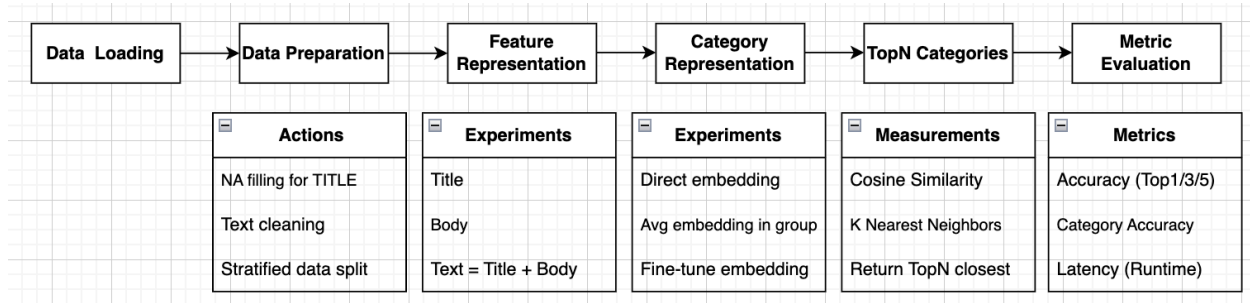 Data Loading
Data Preparation
Feature
Representation
Category
Representation
TopN Categories
Metric
Evaluation
Actions
NA filling for TITLE
Text cleaning
Stratified data split
Experiments
Title
Body
Text = Title + Body
Experiments
Direct embedding
Avg embedding in group
Fine-tune embedding
Measurements
Cosine Similarity
K Nearest Neighbors
Return TopN closest
Metrics
Accuracy (Top1/3/5)
Category Accuracy
Latency (Runtime)